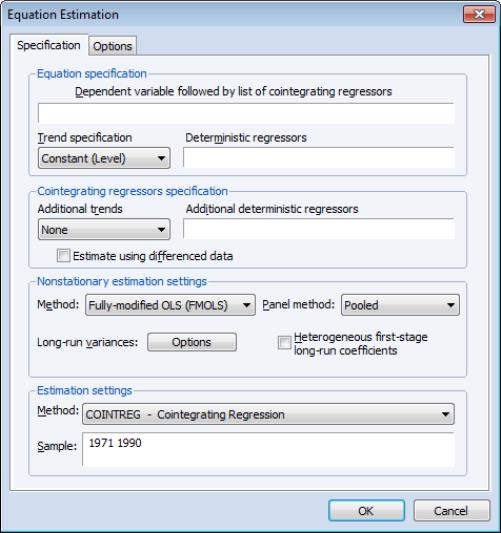 Equation Estimation
Specification
Options
Equation specification
Dependent variable followed by list of cointegrating regressors
Trend specification
Deterministic regressors
Constant (Level)
Cointegrating regressors specification
Additional trends
Additional deterministic regressors
None
Estimate using differenced data
Nonstationary estimation settings
Method: Fully-modified OLS (FMOLS)
Panel method: Pooled
Long-run variances: Options
Heterogeneous first-stage
long-run coefficients
Estimation settings
Method: COINTREG - Cointegrating Regression
Sample: 1971 1990
OK
Cancel